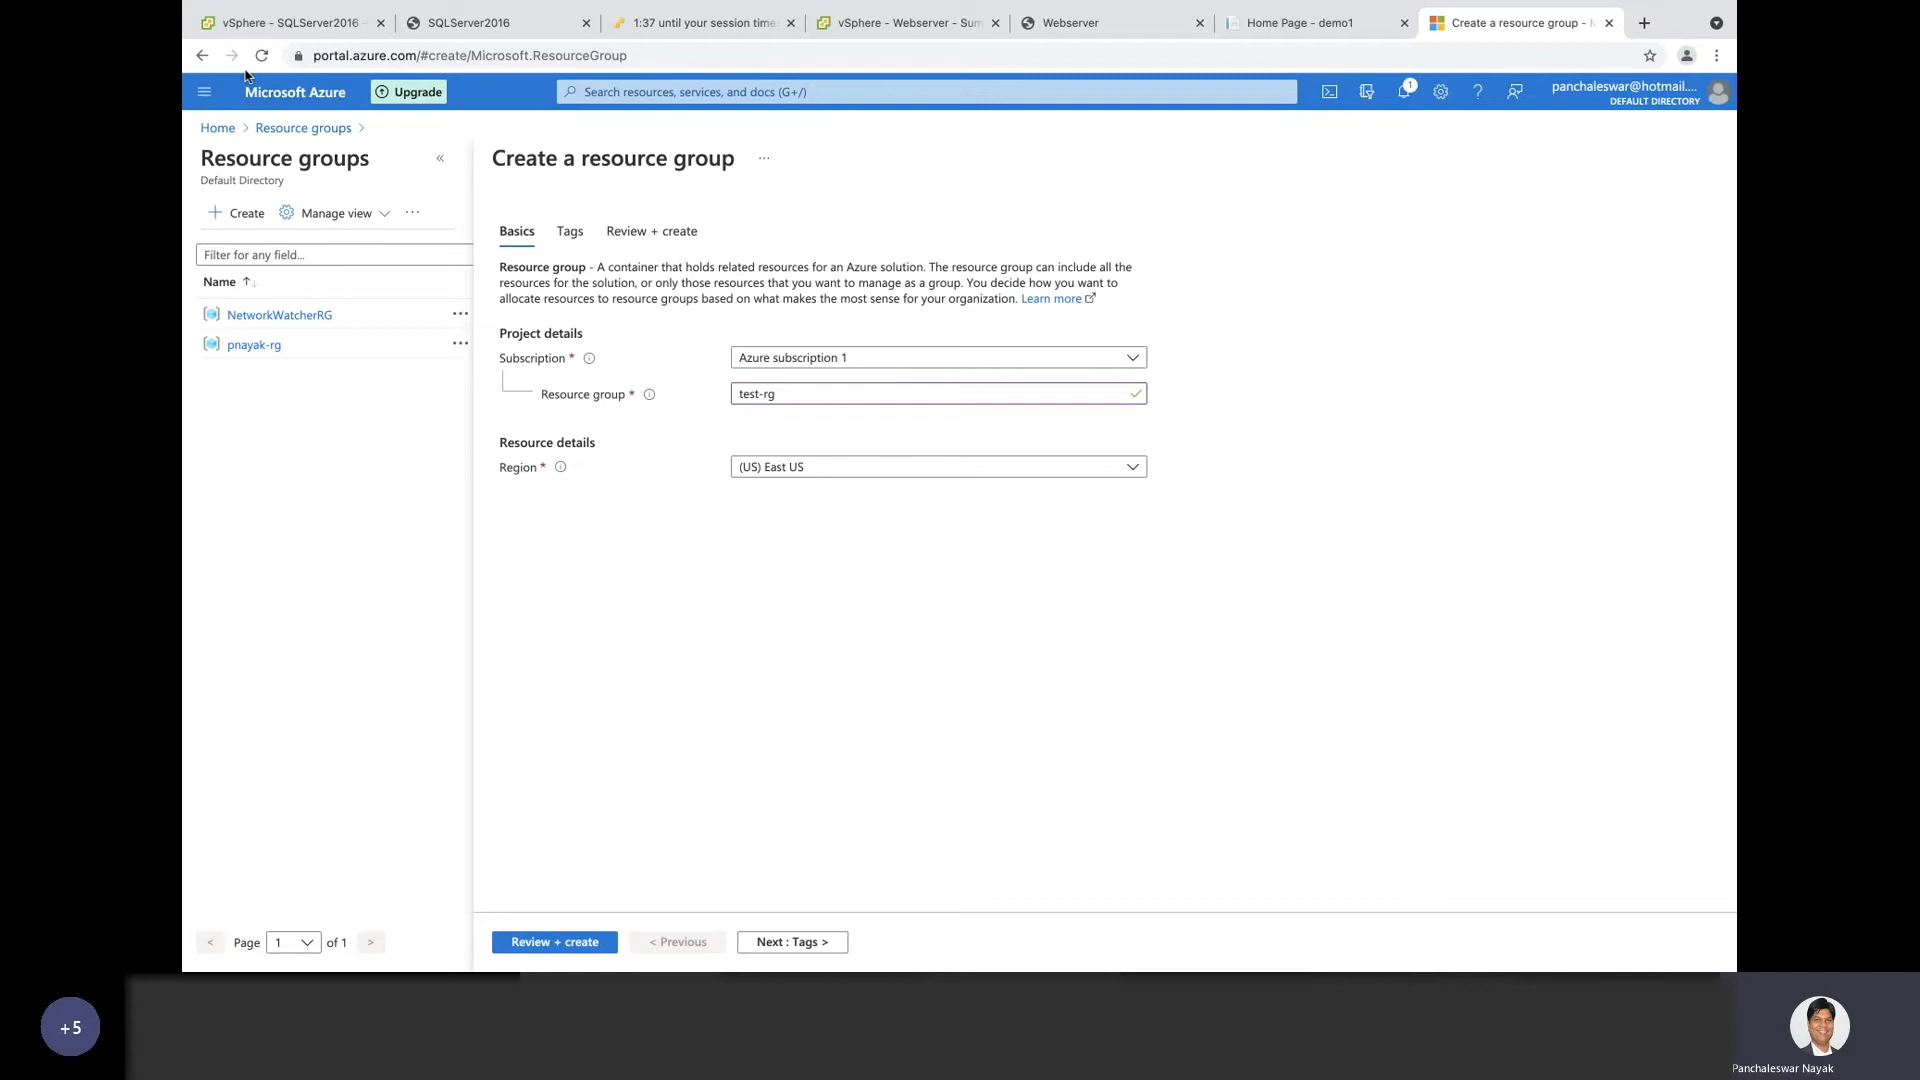 vSphere - SQLServer2016 -
SQLServer2016
1:37 until your session time
vSphere - Webserver - Sum
Webserver
Home Page - demo1
Create a resource group - M
portal.azure.com/#create/Microsoft.ResourceGroup
Microsoft Azure
Upgrade
Search resources, services, and docs (G+/)
1
panchaleswar@hotmail....
DEFAULT DIRECTORY
Home > Resource groups >
Resource groups
«
Default Directory
Create
Manage view
...
Filter for any field...
Name
NetworkWatcherRG
...
pnayak-rg
...
Create a resource group
...
Basics
Tags
Review + create
Resource group - A container that holds related resources for an Azure solution. The resource group can include all the
resources for the solution, or only those resources that you want to manage as a group. You decide how you want to
allocate resources to resource groups based on what makes the most sense for your organization. Learn more
Project details
Subscription *
Azure subscription 1
Resource group *
test-rg
Resource details
Region *
(US) East US
< Page 1 of 1 >
Review + create
< Previous
Next : Tags >
+5
Panchaleswar Nayak